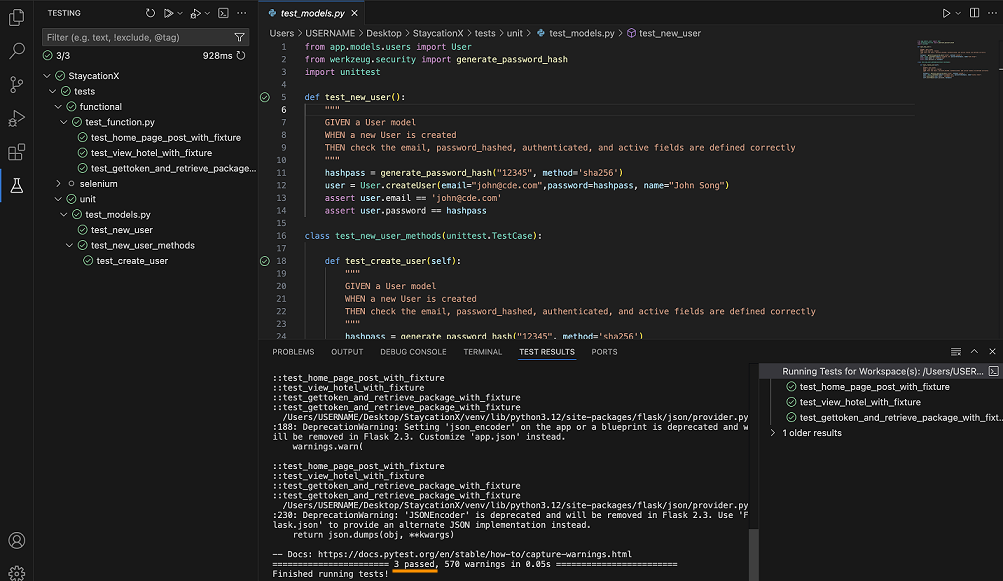 TESTING
Filter (e.g. text, !exclude, @tag)
3/3
928ms
StaycationX
tests
functional
test_function.py
test_home_page_post_with_fixture
test_view_hotel_with_fixture
test_gettoken_and_retrieve_package...
selenium
unit
test_models.py
test_new_user
test_new_user_methods
test_create_user
test_models.py
Users > USERNAME > Desktop > StaycationX > tests > unit > test_models.py > test_new_user
1 from app.models.users import User
2 from werkzeug.security import generate_password_hash
3 import unittest
4
5 def test_new_user():
6 """
7 GIVEN a User model
8 WHEN a new User is created
9 THEN check the email, password_hashed, authenticated, and active fields are defined correctly
10 """
11 hashpass = generate_password_hash("12345", method='sha256')
12 user = User.createUser(email="john@cde.com",password=hashpass, name="John Song")
13 assert user.email == 'john@cde.com'
14 assert user.password == hashpass
15
16 class test_new_user_methods(unittest.TestCase):
17
18 def test_create_user(self):
19 """
20 GIVEN a User model
21 WHEN a new User is created
22 THEN check the email, password_hashed, authenticated, and active fields are defined correctly
23 """
24 hashpass = generate_password_hash("12345", method='sha256')
PROBLEMS OUTPUT DEBUG CONSOLE TERMINAL TEST RESULTS PORTS
::test_home_page_post_with_fixture
::test_view_hotel_with_fixture
::test_gettoken_and_retrieve_package_with_fixture
::test_gettoken_and_retrieve_package_with_fixture
/Users/USERNAME/Desktop/StaycationX/venv/lib/python3.12/site-packages/flask/json/provider.py
:188: DeprecationWarning: Setting 'json_encoder' on the app or a blueprint is deprecated and w
ill be removed in Flask 2.3. Customize 'app.json' instead.
warnings.warn(
::test_home_page_post_with_fixture
::test_view_hotel_with_fixture
::test_gettoken_and_retrieve_package_with_fixture
::test_gettoken_and_retrieve_package_with_fixture
/Users/USERNAME/Desktop/StaycationX/venv/lib/python3.12/site-packages/flask/json/provider.py
:230: DeprecationWarning: 'JSONEncoder' is deprecated and will be removed in Flask 2.3. Use 'F
lask.json' to provide an alternate JSON implementation instead.
return json.dumps(obj, **kwargs)
-- Docs: https://docs.pytest.org/en/stable/how-to/capture-warnings.html
======================= 3 passed, 570 warnings in 0.05s ========================
Finished running tests!
Running Tests for Workspace(s): /Users/USER...
test_home_page_post_with_fixture
test_view_hotel_with_fixture
test_gettoken_and_retrieve_package_with_fixt...
1 older results